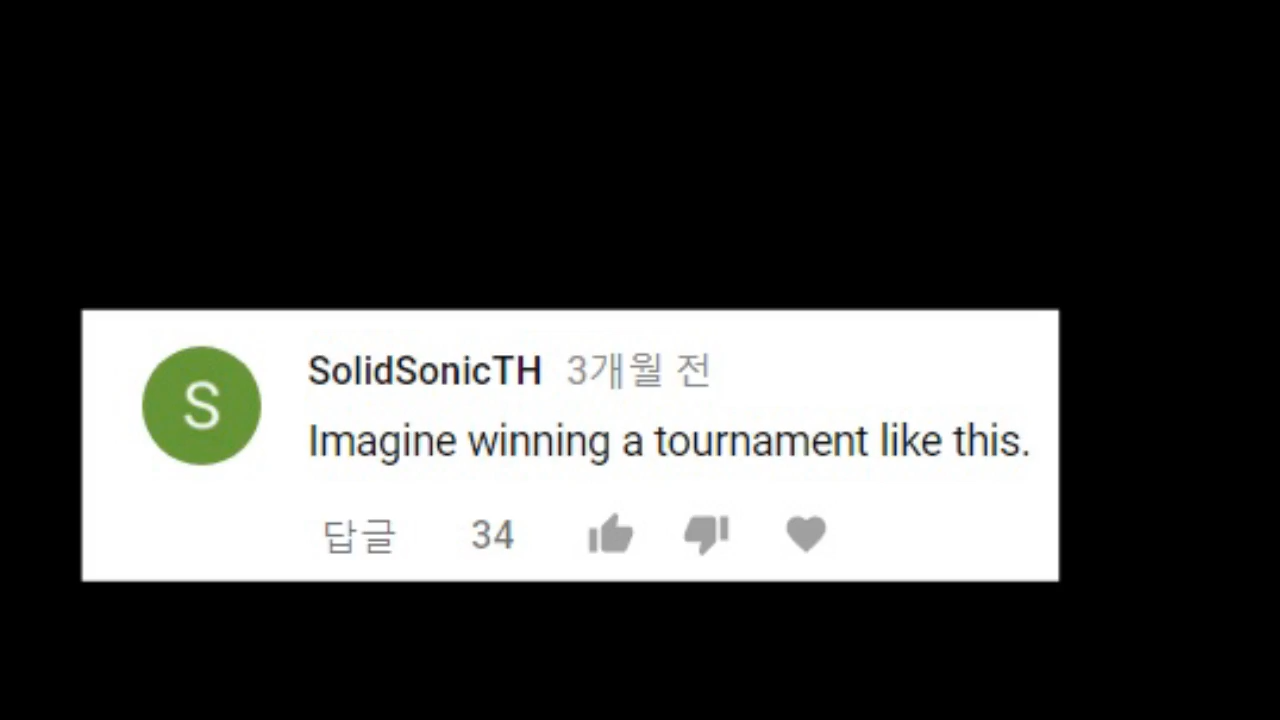 S
SolidSonicTH 3개월 전
Imagine winning a tournament like this.
답글 34